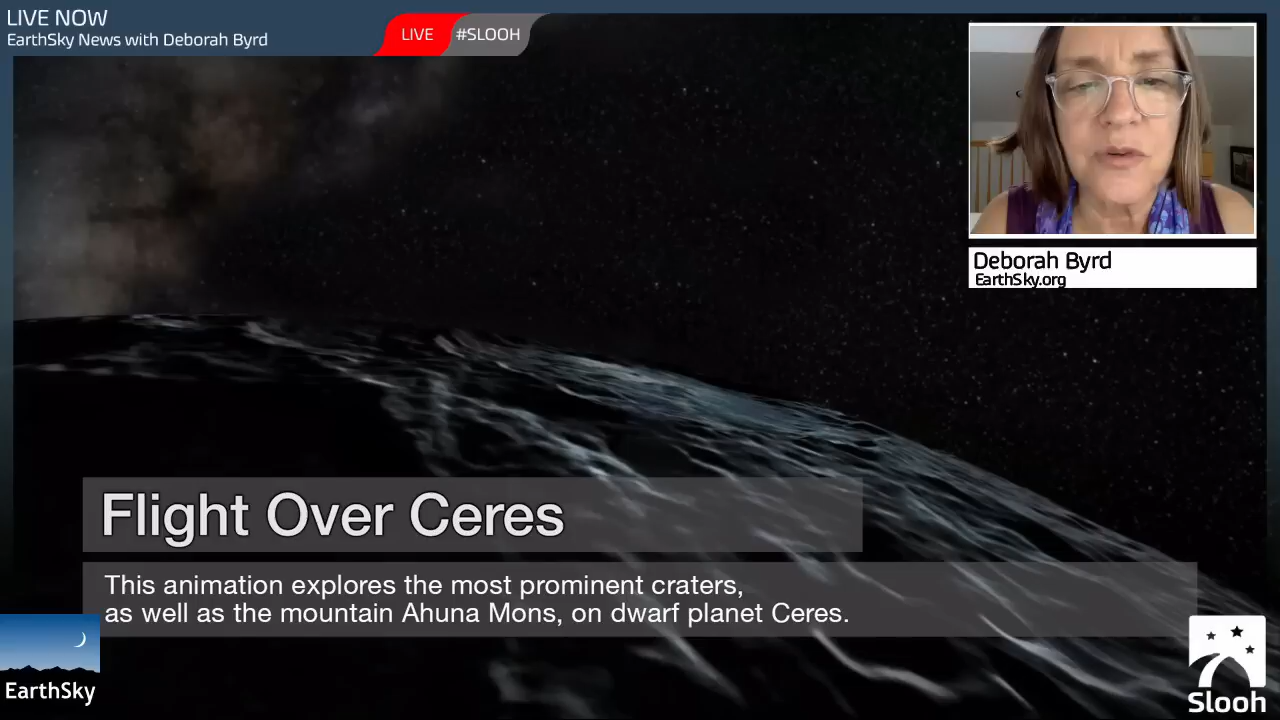 LIVE NOW
EarthSky News with Deborah Byrd
LIVE #SLOOH
Deborah Byrd
EarthSky.org
Flight Over Ceres
This animation explores the most prominent craters,
as well as the mountain Ahuna Mons, on dwarf planet Ceres.
EarthSky
Slooh